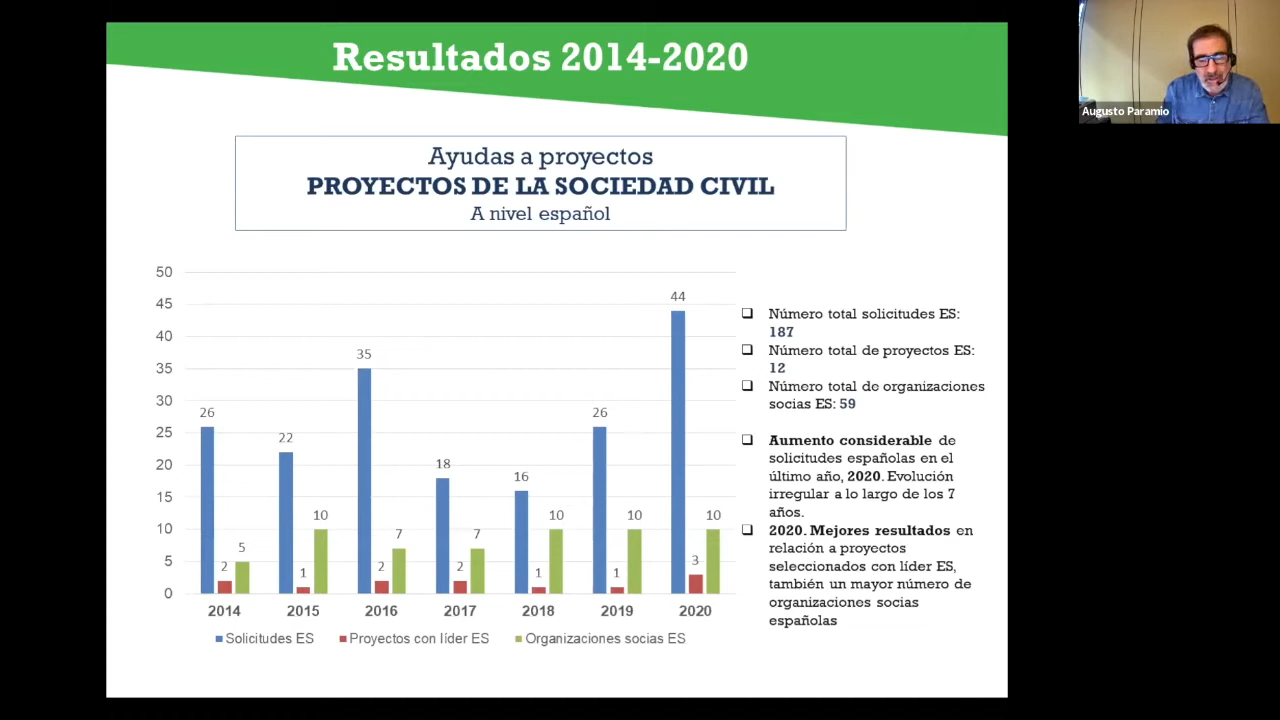 Resultados 2014-2020
Augusto Paramio
Ayudas a proyectos
PROYECTOS DE LA SOCIEDAD CIVIL
A nivel español
50
45
40
35
30
25
20
15
10
5
0
26
2
5
22
1
10
35
2
7
18
2
7
16
1
10
26
1
10
44
3
10
2014
2015
2016
2017
2018
2019
2020
Solicitudes ES
Proyectos con líder ES
Organizaciones socias ES
Número total solicitudes ES:
187
Número total de proyectos ES:
12
Número total de organizaciones
socias ES: 59
Aumento considerable de
solicitudes españolas en el
último año, 2020. Evolución
irregular a lo largo de los 7
años.
2020. Mejores resultados en
relación a proyectos
seleccionados con líder ES,
también un mayor número de
organizaciones socias
españolas